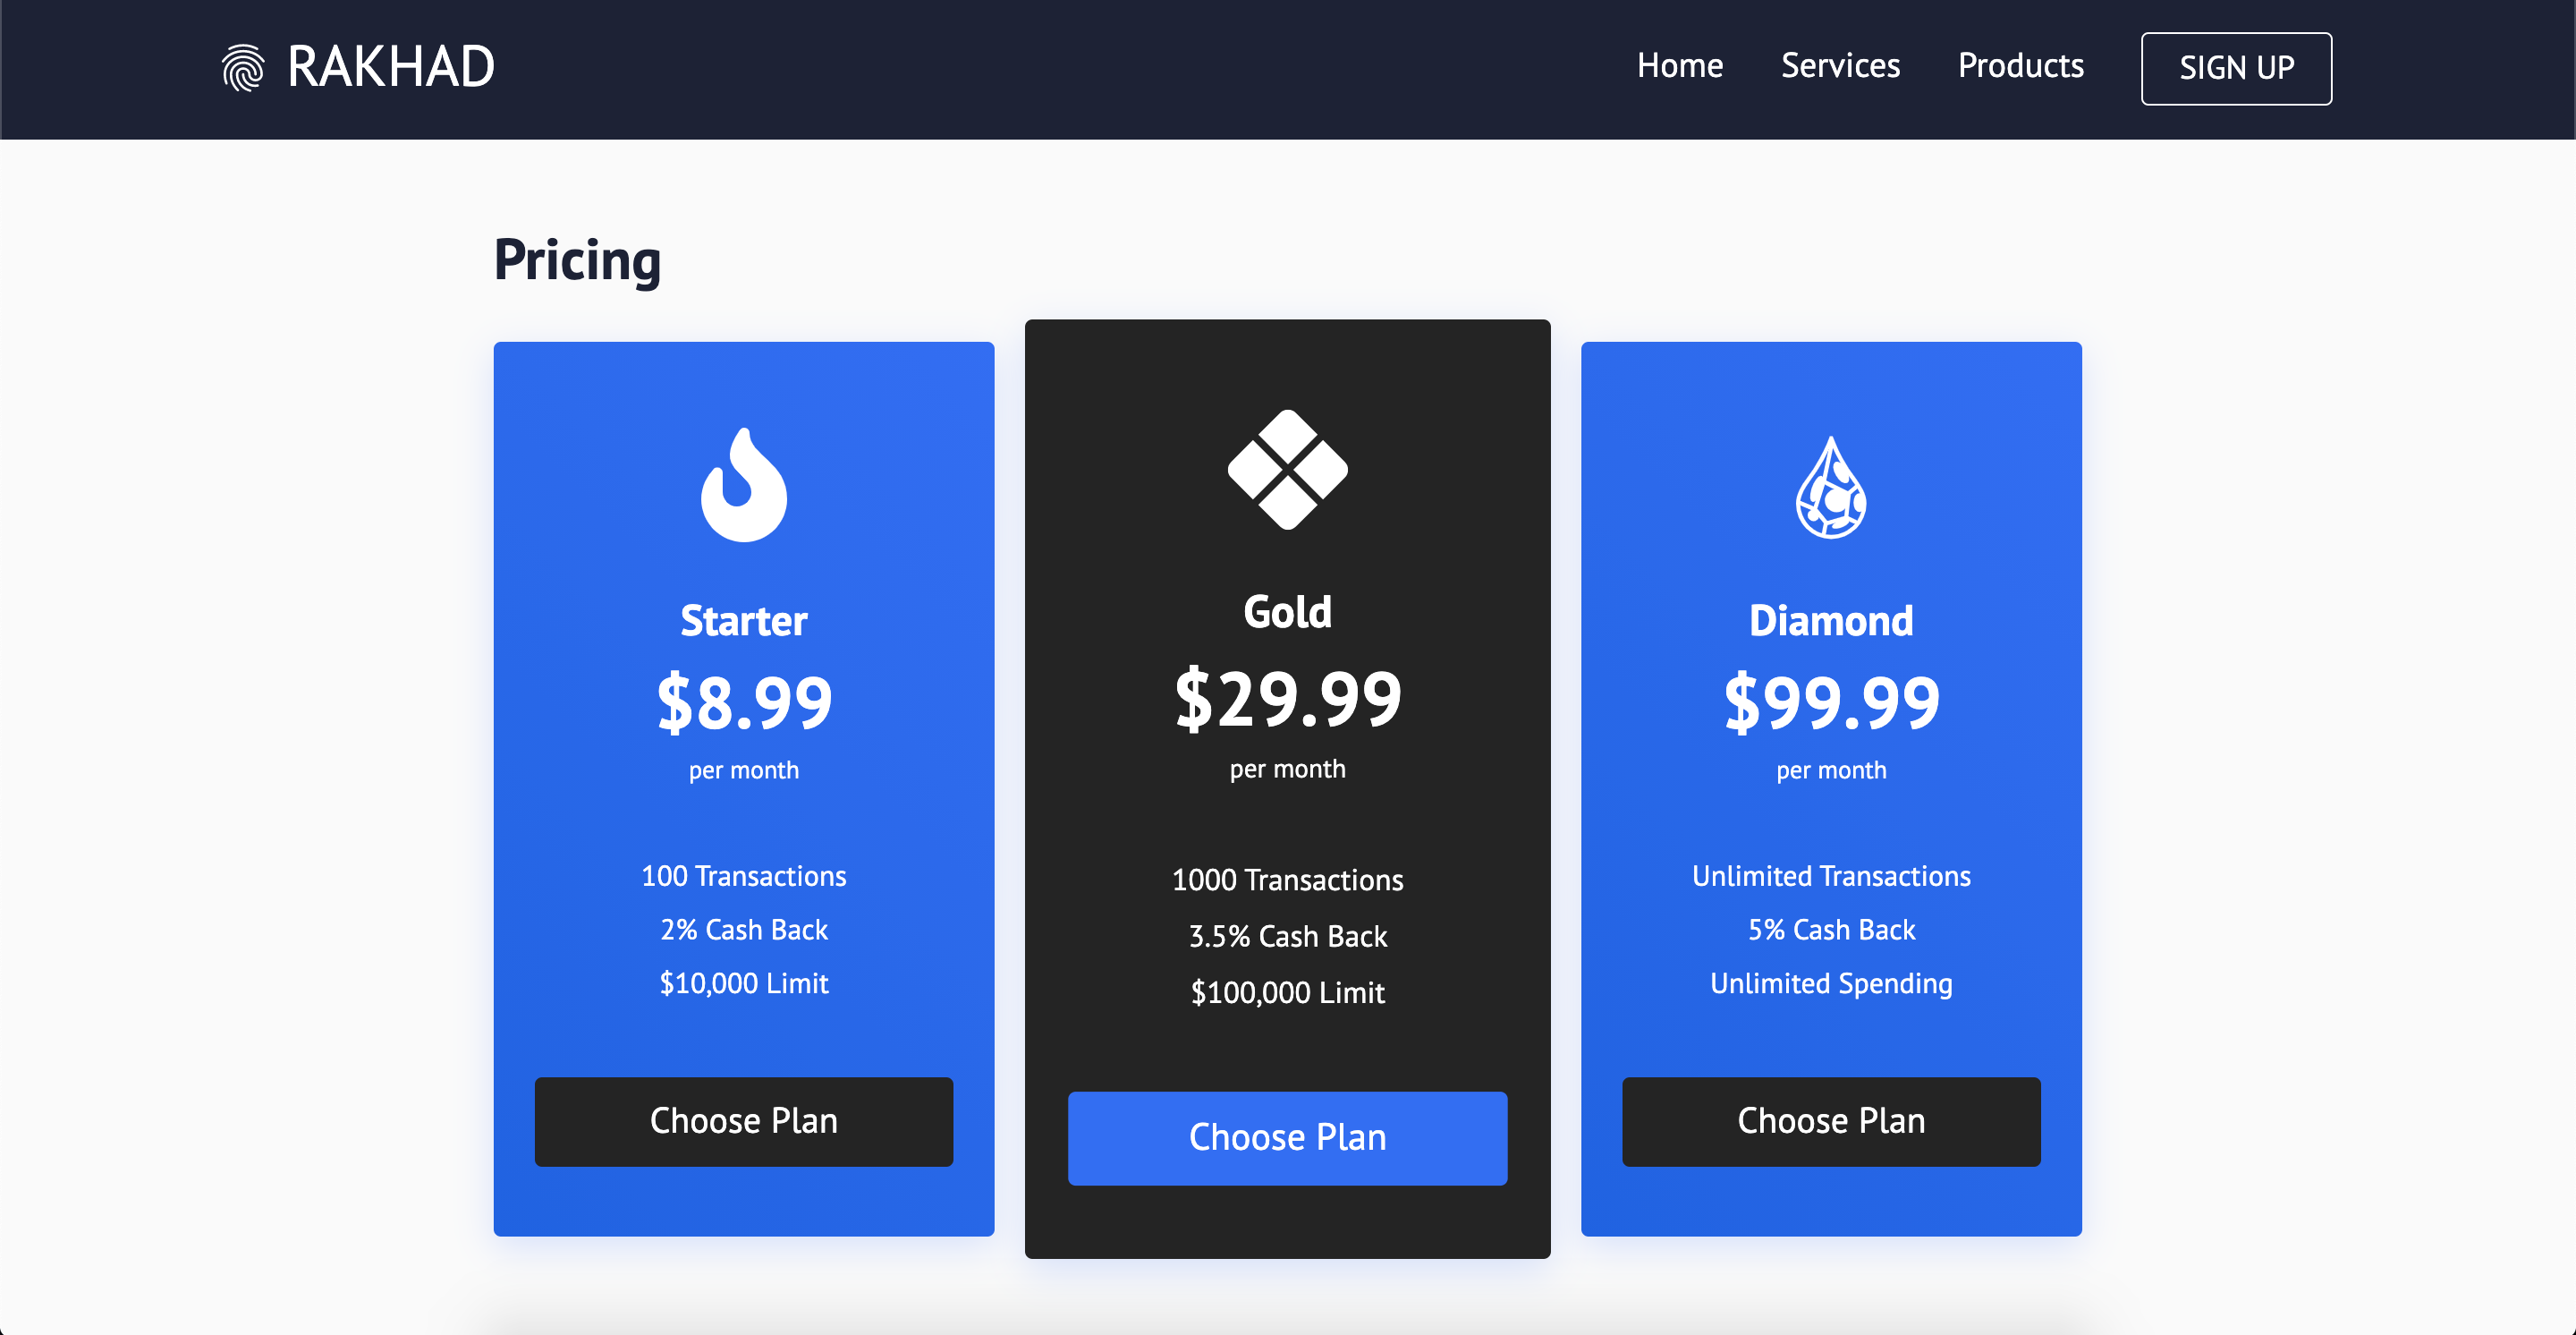 RAKHAD
Home Services Products SIGN UP
Pricing
Starter
$8.99
per month
100 Transactions
2% Cash Back
$10,000 Limit
Choose Plan
Gold
$29.99
per month
1000 Transactions
3.5% Cash Back
$100,000 Limit
Choose Plan
Diamond
$99.99
per month
Unlimited Transactions
5% Cash Back
Unlimited Spending
Choose Plan